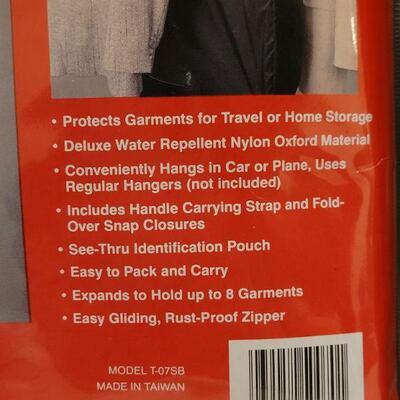 • Protects Garments for Travel or Home Storage
• Deluxe Water Repellent Nylon Oxford Material
• Conveniently Hangs in Car or Plane, Uses
Regular Hangers (not included)
• Includes Handle Carrying Strap and Fold-
Over Snap Closures
• See-Thru Identification Pouch
• Easy to Pack and Carry
• Expands to Hold up to 8 Garments
• Easy Gliding, Rust-Proof Zipper
MODEL T-07SB
MADE IN TAIWAN